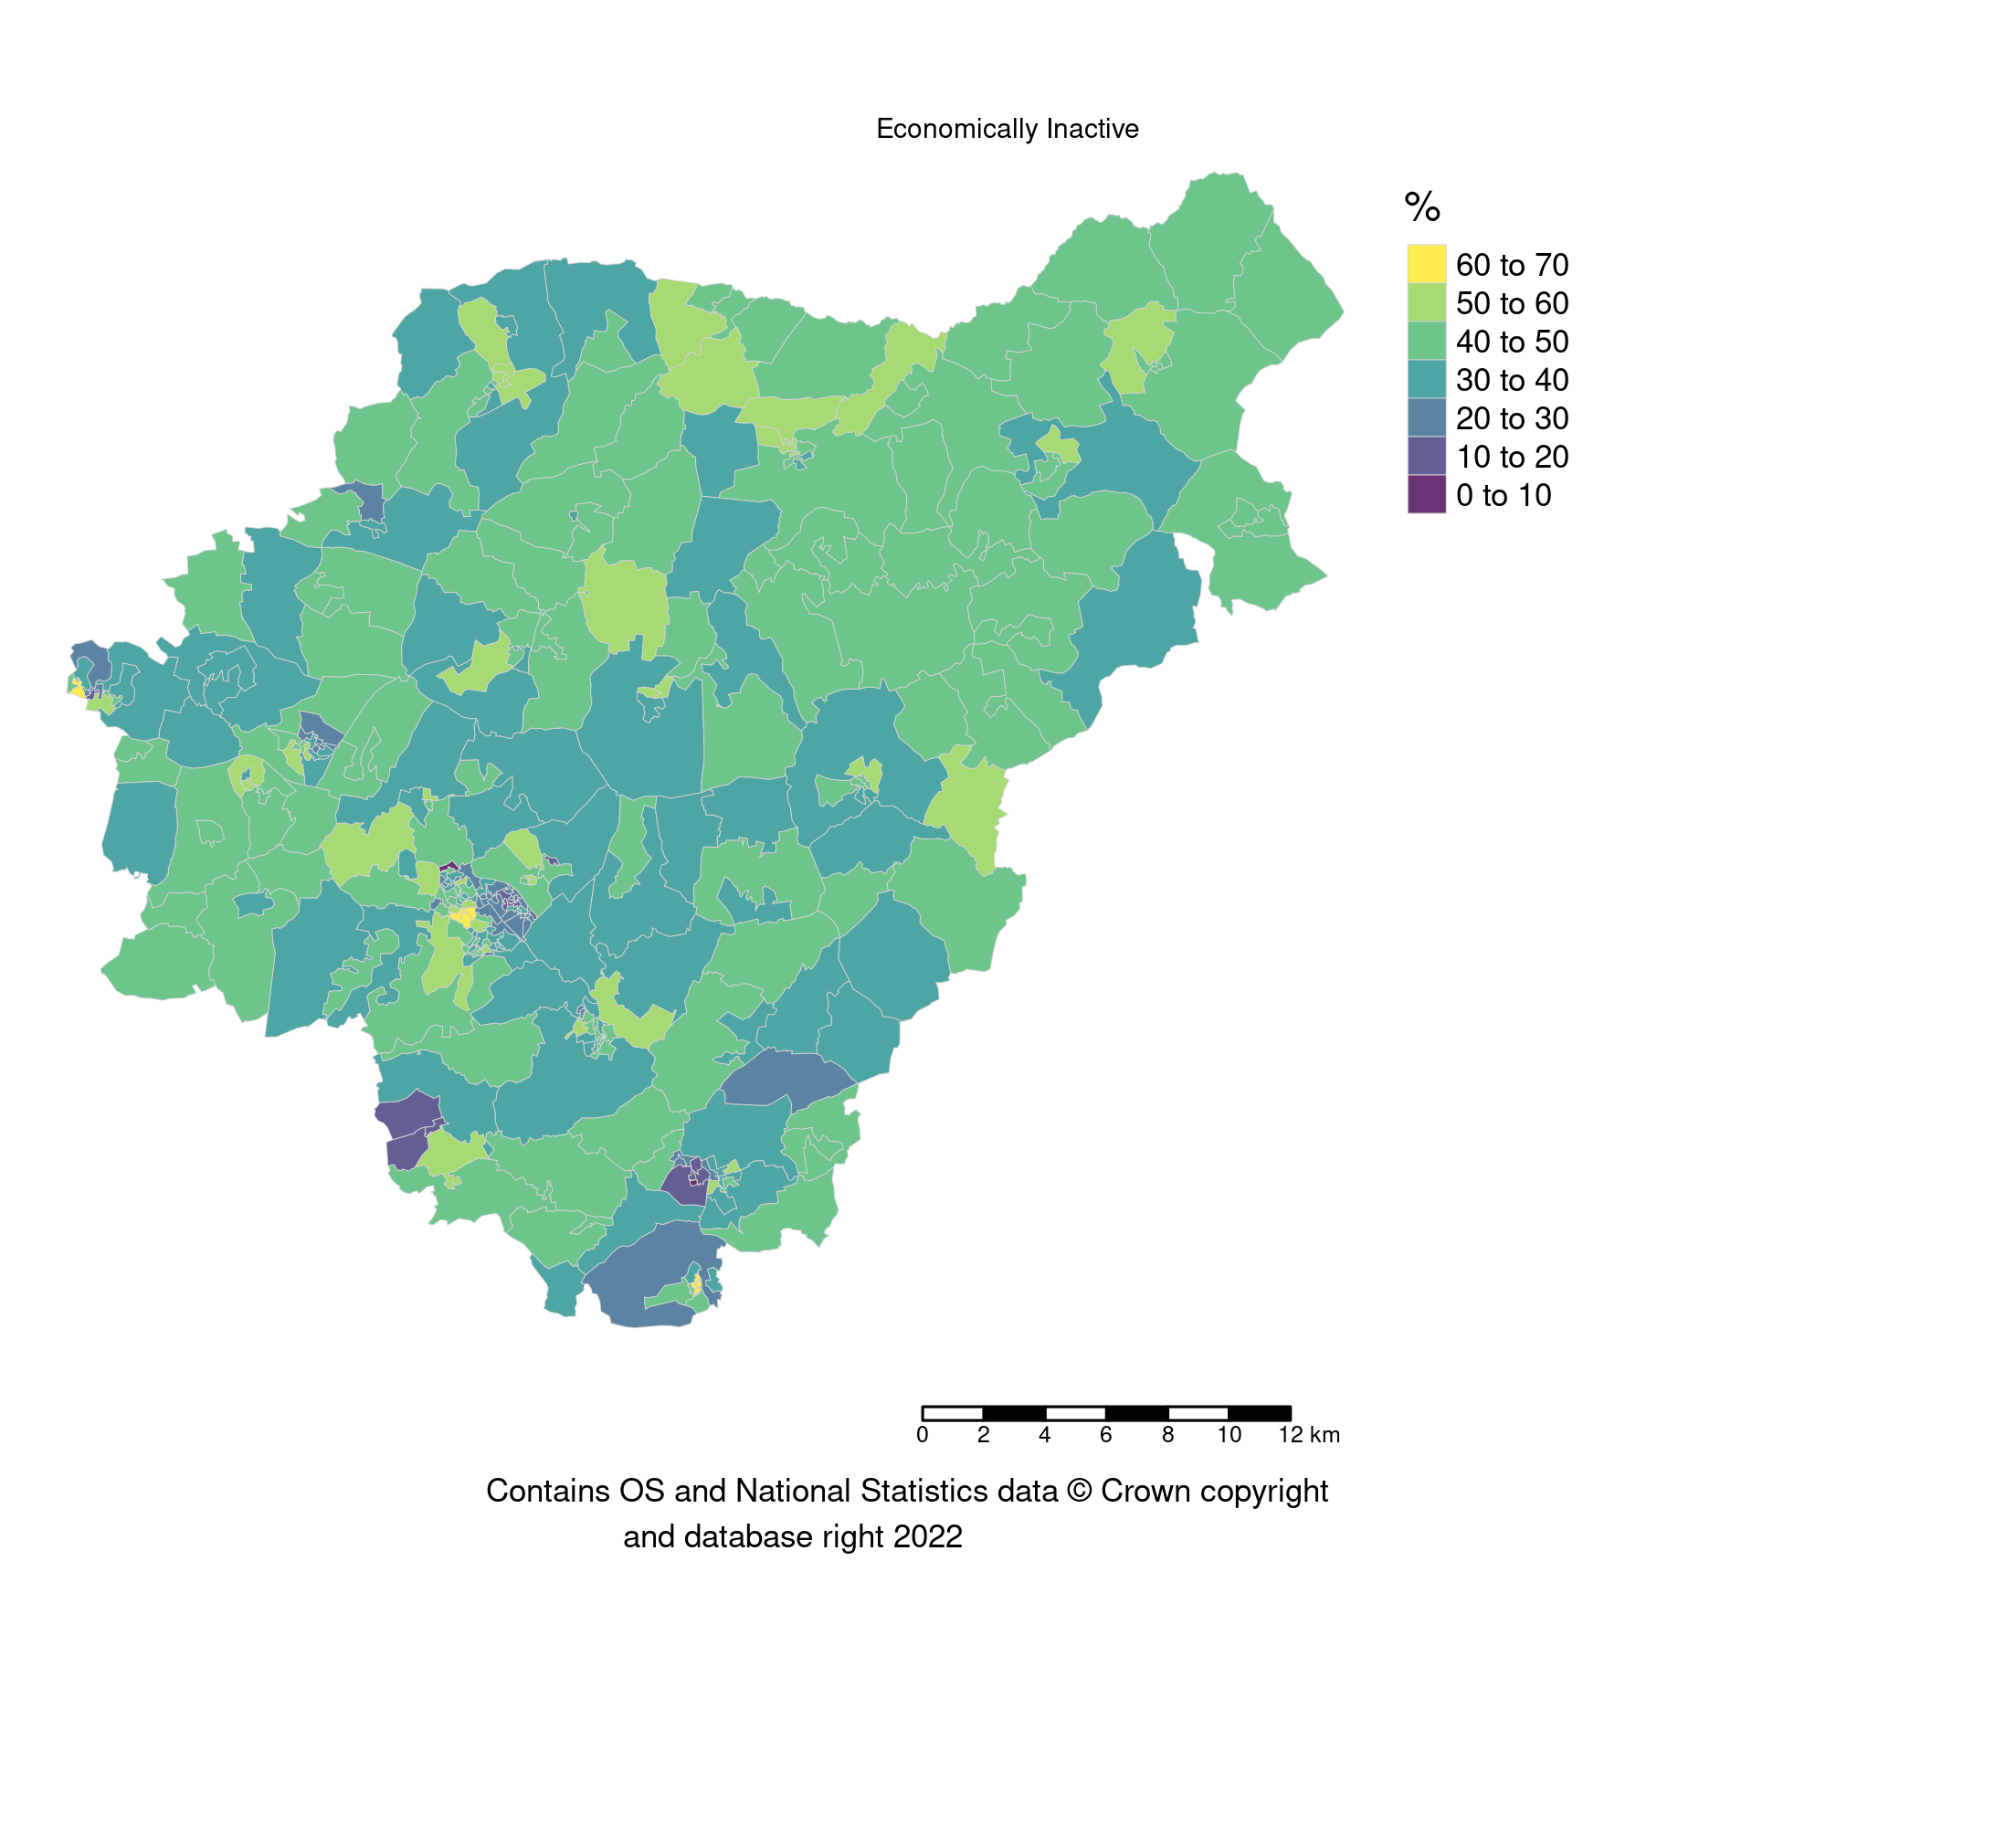 Economically Inactive
%
60 to 70
50 to 60
40 to 50
30 to 40
20 to 30
10 to 20
0 to 10
0 2 4 6 8 10 12 km
Contains OS and National Statistics data © Crown copyright
and database right 2022